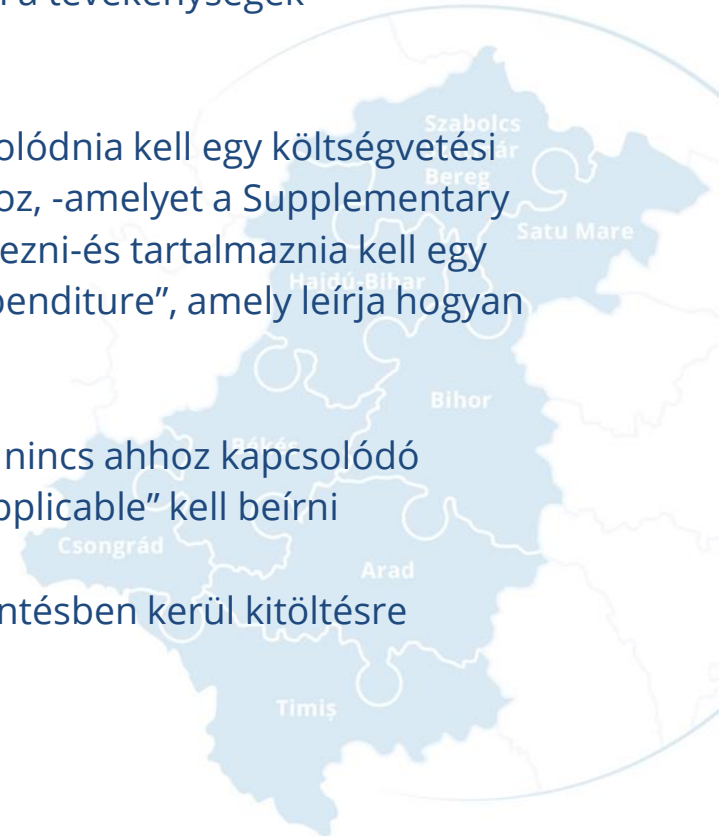 a tevékenységek
olódnia kell egy költségvetési
oz, -amelyet a Supplementary
ezni-és tartalmaznia kell egy
penditure”, amely leírja hogyan
nincs ahhoz kapcsolódó
pplicable” kell beírni
ntésben kerül kitöltésre
Szabolcs
Bereg
Satu Mare
Hajdú-Bihar
Bihor
Békés
Csongrád
Arad
Timiș